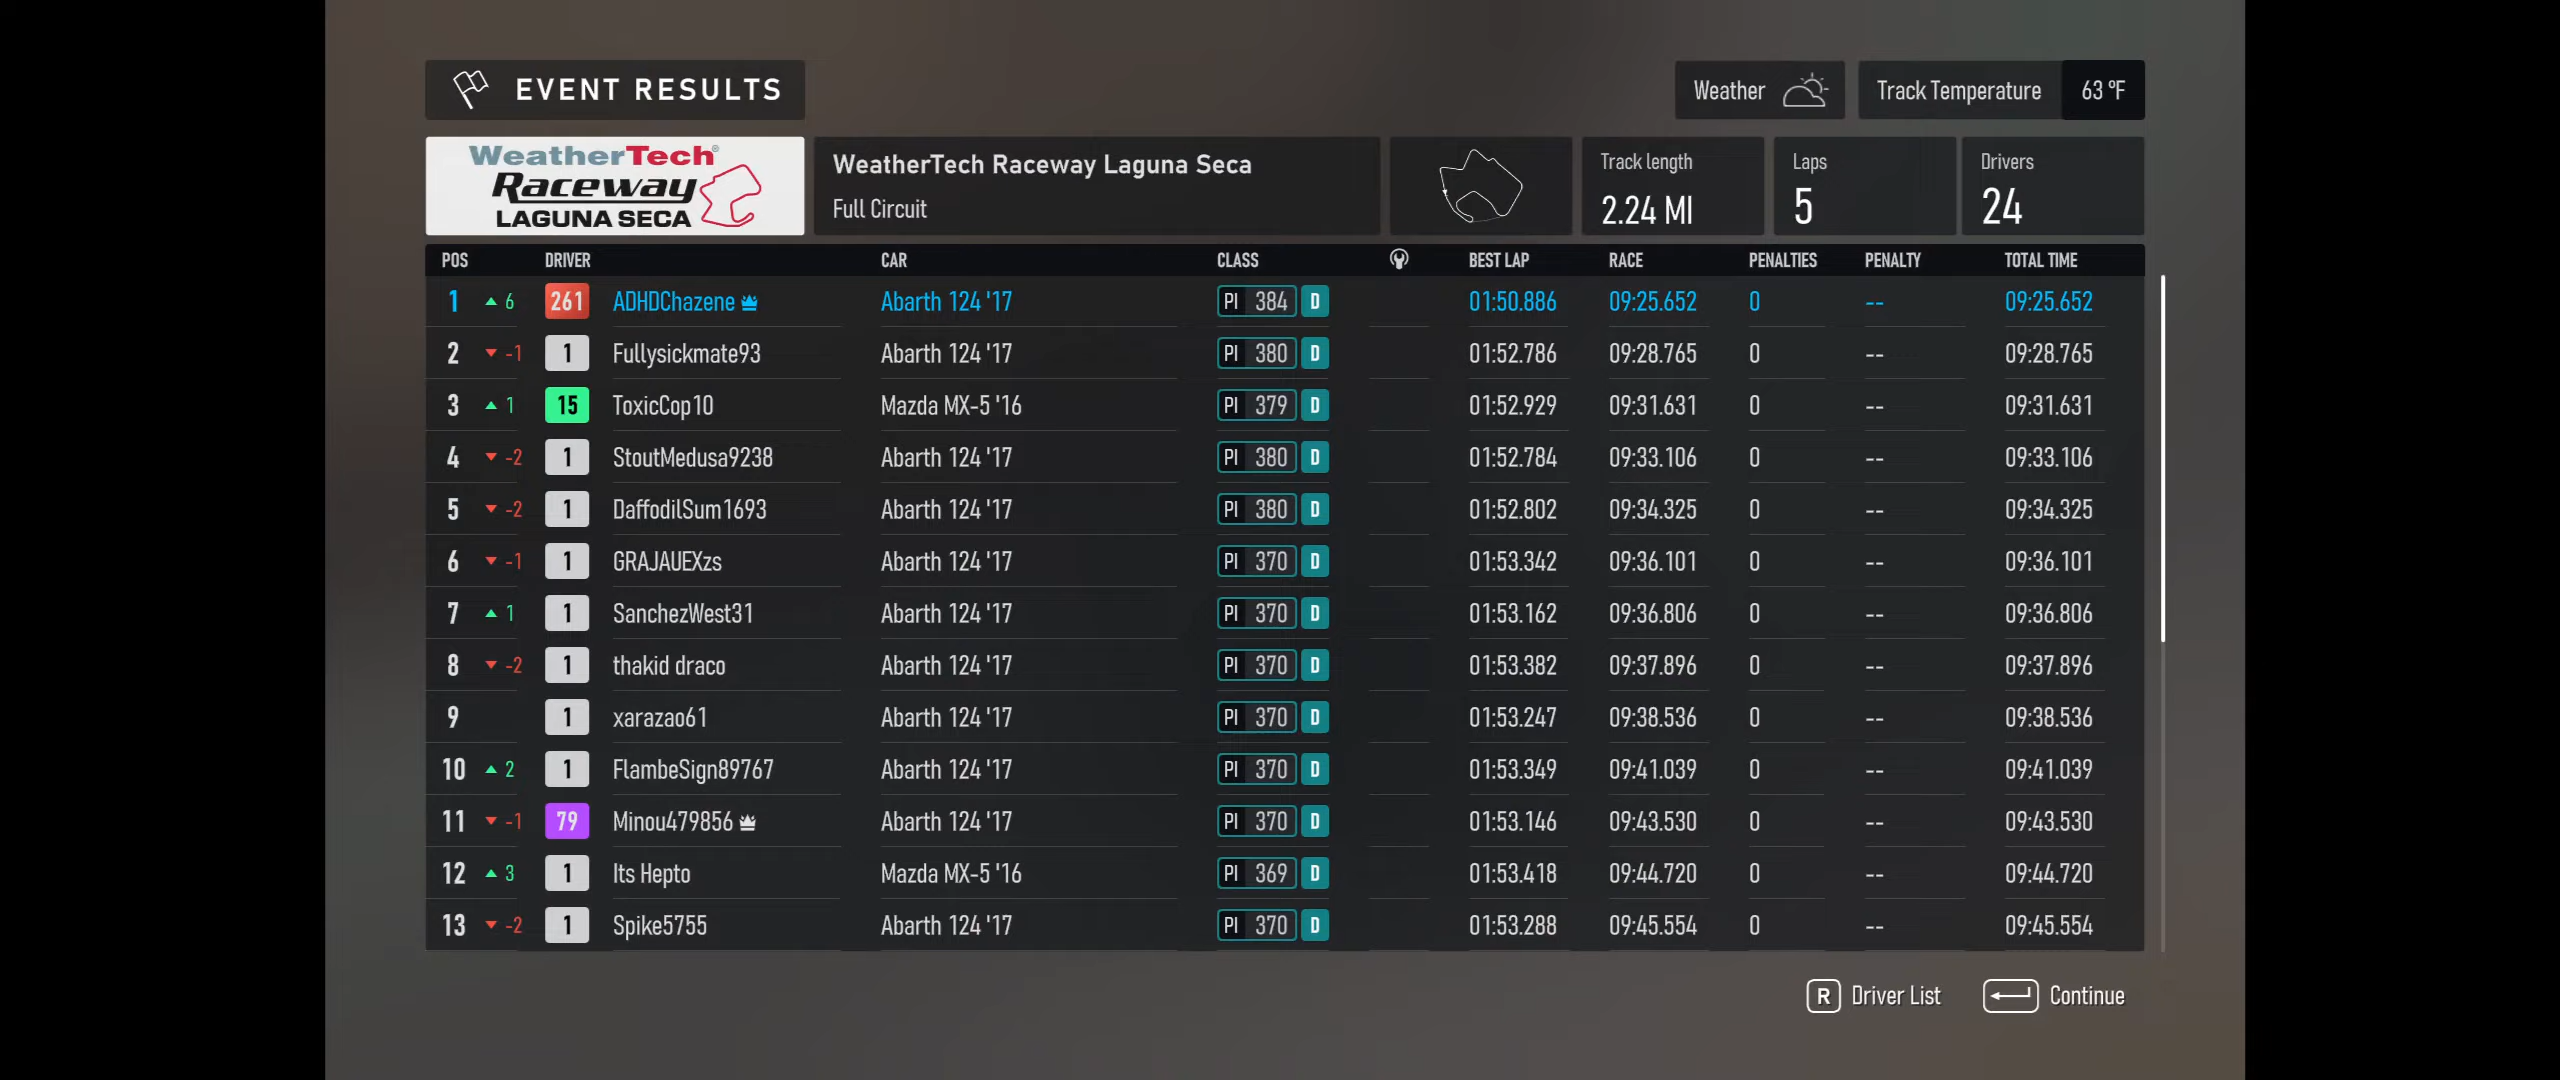 EVENT RESULTS
Weather
Track Temperature 63 °F
WeatherTech®
Raceway
LAGUNA SECA
WeatherTech Raceway Laguna Seca
Full Circuit
Track length
2.24 MI
Laps
5
Drivers
24
POS DRIVER CAR CLASS BEST LAP RACE PENALTIES PENALTY TOTAL TIME
1 6 261 ADHDChazene Abarth 124 '17 PI 384 D 01:50.886 09:25.652 0 -- 09:25.652
2 -1 1 Fullysickmate93 Abarth 124 '17 PI 380 D 01:52.786 09:28.765 0 -- 09:28.765
3 1 15 ToxicCop10 Mazda MX-5 '16 PI 379 D 01:52.929 09:31.631 0 -- 09:31.631
4 -2 1 StoutMedusa9238 Abarth 124 '17 PI 380 D 01:52.784 09:33.106 0 -- 09:33.106
5 -2 1 DaffodilSum1693 Abarth 124 '17 PI 380 D 01:52.802 09:34.325 0 -- 09:34.325
6 -1 1 GRAJAUEXzs Abarth 124 '17 PI 370 D 01:53.342 09:36.101 0 -- 09:36.101
7 1 1 SanchezWest31 Abarth 124 '17 PI 370 D 01:53.162 09:36.806 0 -- 09:36.806
8 -2 1 thakid draco Abarth 124 '17 PI 370 D 01:53.382 09:37.896 0 -- 09:37.896
9 1 xarazao61 Abarth 124 '17 PI 370 D 01:53.247 09:38.536 0 -- 09:38.536
10 2 1 FlambeSign89767 Abarth 124 '17 PI 370 D 01:53.349 09:41.039 0 -- 09:41.039
11 -1 79 Minou479856 Abarth 124 '17 PI 370 D 01:53.146 09:43.530 0 -- 09:43.530
12 3 1 Its Hepto Mazda MX-5 '16 PI 369 D 01:53.418 09:44.720 0 -- 09:44.720
13 -2 1 Spike5755 Abarth 124 '17 PI 370 D 01:53.288 09:45.554 0 -- 09:45.554
R Driver List Continue